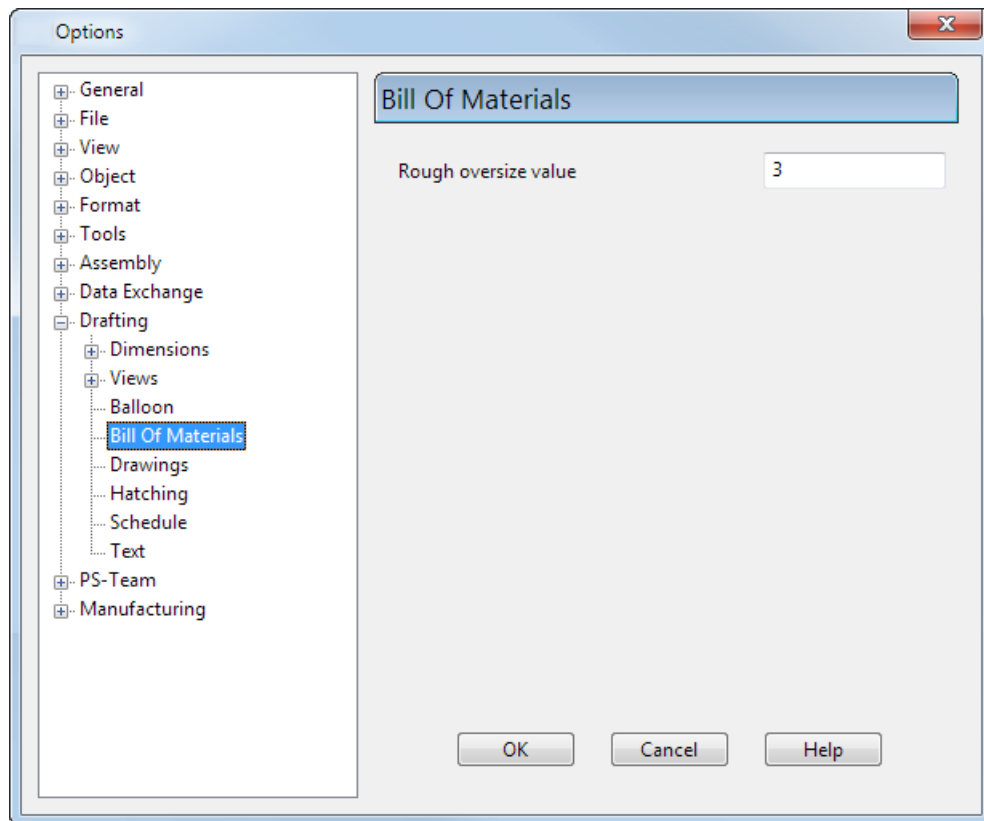 Options
General
File
View
Object
Format
Tools
Assembly
Data Exchange
Drafting
Dimensions
Views
Balloon
Bill Of Materials
Drawings
Hatching
Schedule
Text
PS-Team
Manufacturing
Bill Of Materials
Rough oversize value 3
OK Cancel Help